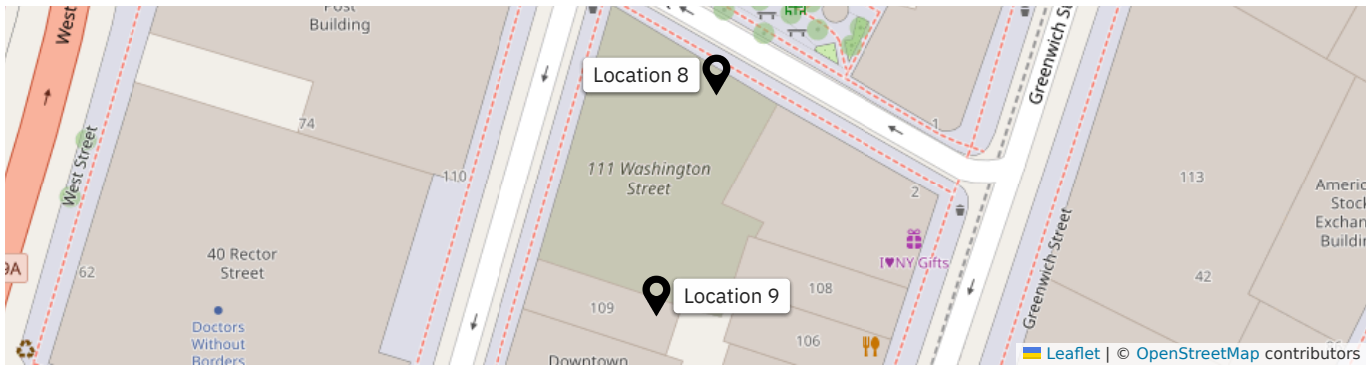 West
Post
Building
Location 8
Greenwich St
74
1
West Street
110
111 Washington
Street
113
2
American
Stock
Exchan
Buildin
40 Rector
Street
I♥NY Gifts
Greenwich Street
9A
62
42
108
Location 9
109
Doctors
Without
Borders
106
Downtown
Leaflet | © OpenStreetMap contributors